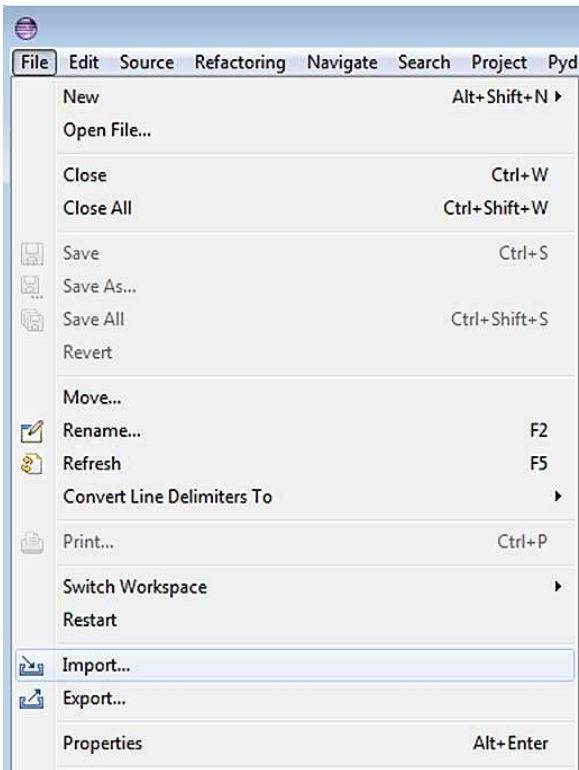 File Edit Source Refactoring Navigate Search Project Pyd
New Alt+Shift+N
Open File...
Close Ctrl+W
Close All Ctrl+Shift+W
Save Ctrl+S
Save As...
Save All Ctrl+Shift+S
Revert
Move...
Rename... F2
Refresh F5
Convert Line Delimiters To
Print... Ctrl+P
Switch Workspace
Restart
Import...
Export...
Properties Alt+Enter